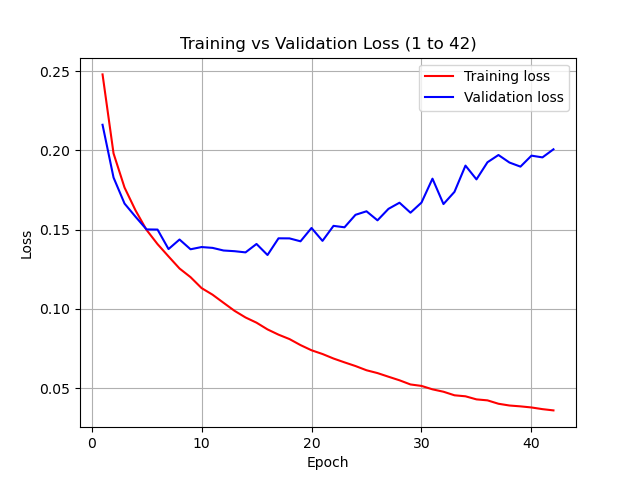 Training vs Validation Loss (1 to 42)
Training loss
Validation loss
Loss
0.25
0.20
0.15
0.10
0.05
0 10 20 30 40
Epoch